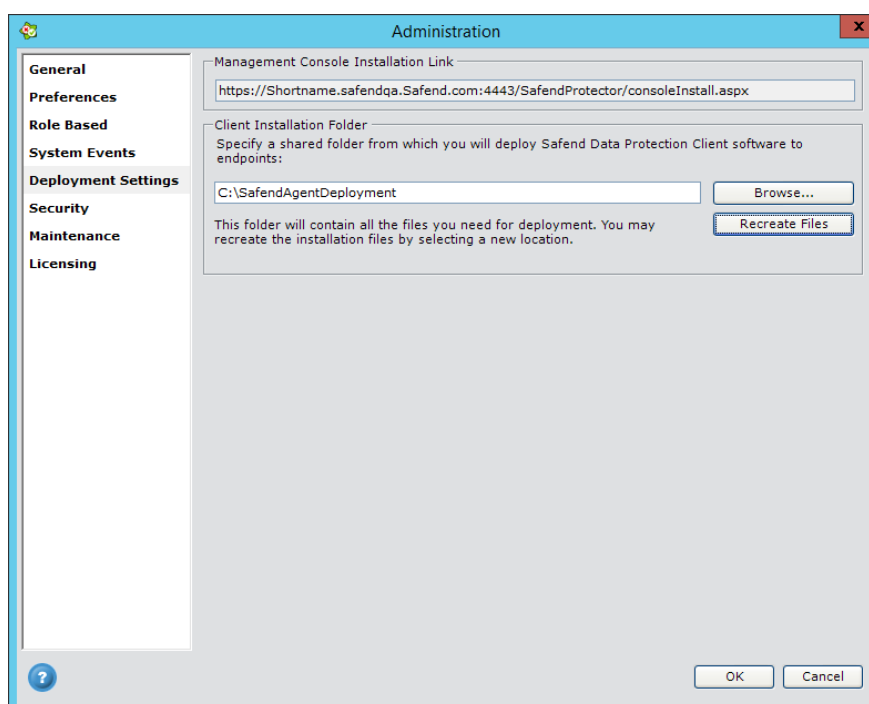 Administration
x
General
Preferences
Role Based
System Events
Deployment Settings
Security
Maintenance
Licensing
Management Console Installation Link
https://Shortname.safendqa.Safend.com:4443/SafendProtector/consoleInstall.aspx
Client Installation Folder
Specify a shared folder from which you will deploy Safend Data Protection Client software to
endpoints:
C:\SafendAgentDeployment
Browse...
This folder will contain all the files you need for deployment. You may
recreate the installation files by selecting a new location.
Recreate Files
?
OK
Cancel